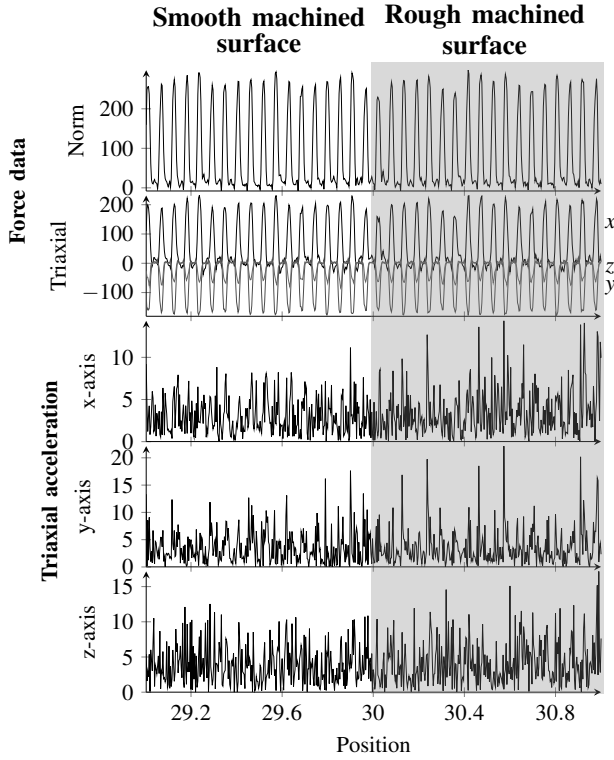 Smooth machined surface
Rough machined surface
Force data
Norm
200
100
0
Triaxial
200
100
0
−100
x
z
y
Triaxial acceleration
x-axis
10
5
0
y-axis
20
15
10
5
0
z-axis
15
10
5
0
29.2 29.6 30 30.4 30.8
Position